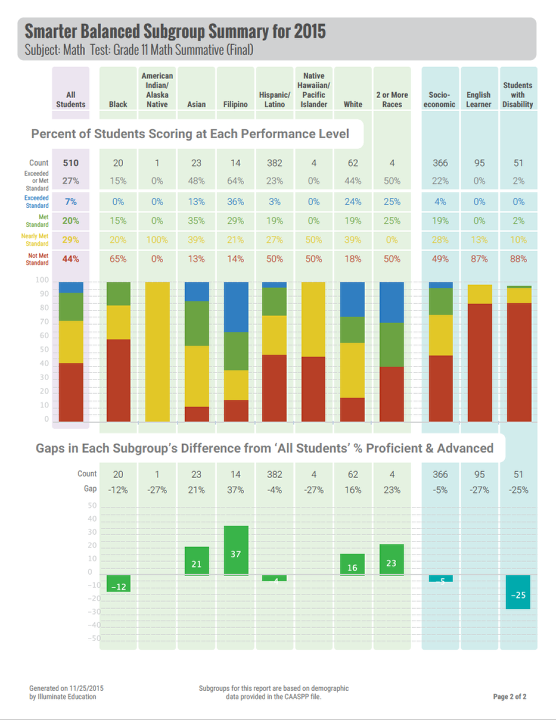 Smarter Balanced Subgroup Summary for 2015
Subject: Math Test: Grade 11 Math Summative (Final)
All Students Black American Indian/ Alaska Native Asian Filipino Hispanic/ Latino Native Hawaiian/ Pacific Islander White 2 or More Races Socio- economic English Learner Students with Disability
Percent of Students Scoring at Each Performance Level
Count 510 20 1 23 14 382 4 62 4 366 95 51
Exceeded or Met Standard 27% 15% 0% 48% 64% 23% 0% 44% 50% 22% 0% 2%
Exceeded Standard 7% 0% 0% 13% 36% 3% 0% 24% 25% 4% 0% 0%
Met Standard 20% 15% 0% 35% 29% 19% 0% 19% 25% 19% 0% 2%
Nearly Met Standard 29% 20% 100% 39% 21% 27% 50% 39% 0% 28% 13% 10%
Not Met Standard 44% 65% 0% 13% 14% 50% 50% 18% 50% 49% 87% 88%
100
90
80
70
60
50
40
30
20
10
0
Gaps in Each Subgroup's Difference from 'All Students' % Proficient & Advanced
Count 20 1 23 14 382 4 62 4 366 95 51
Gap -12% -27% 21% 37% -4% -27% 16% 23% -5% -27% -25%
50
40
30
20
10
0
-10
-20
-30
-40
-50
-12 21 37 -4 16 23 -5 -25
Generated on 11/25/2015
by Illuminate Education
Subgroups for this report are based on demographic
data provided in the CAASPP file.
Page 2 of 2